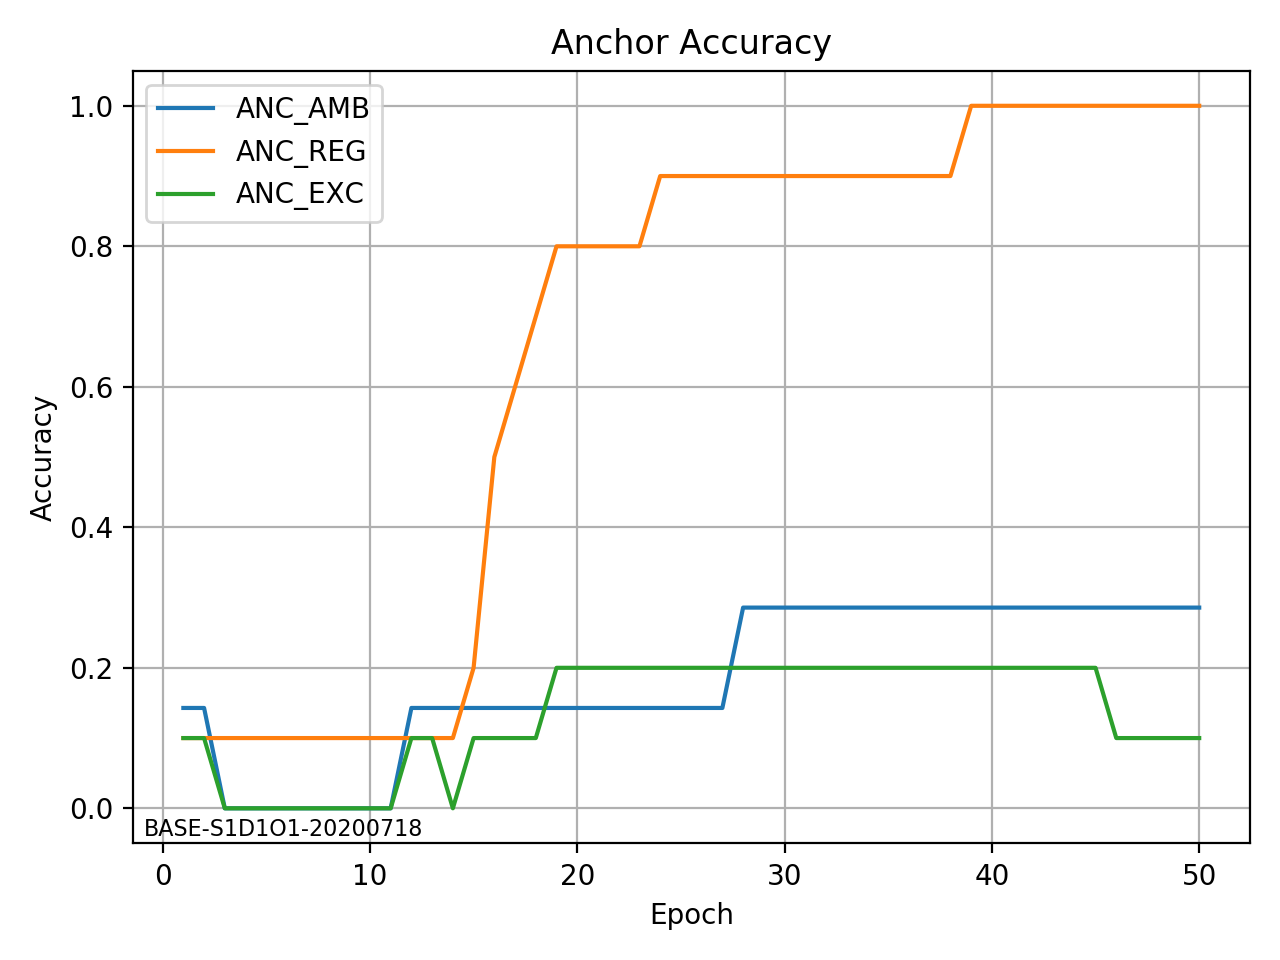 Anchor Accuracy
ANC_AMB
ANC_REG
ANC_EXC
1.0
0.8
0.6
0.4
0.2
0.0
Accuracy
BASE-S1D1O1-20200718
0 10 20 30 40 50
Epoch